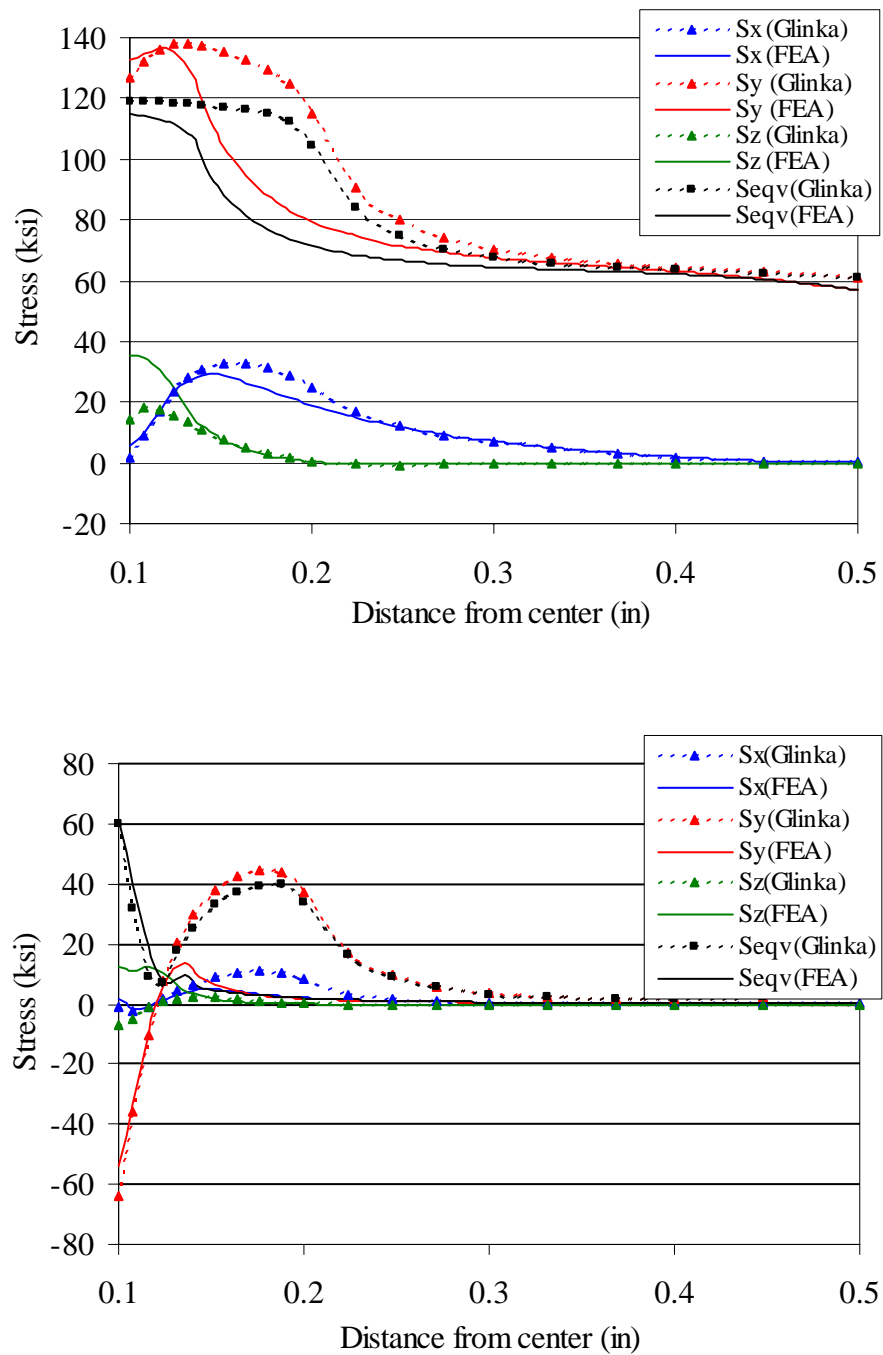 140
120
100
80
60
40
20
0
-20
Stress (ksi)
0.1 0.2 0.3 0.4 0.5
Distance from center (in)
Sx (Glinka)
Sx (FEA)
Sy (Glinka)
Sy (FEA)
Sz (Glinka)
Sz (FEA)
Seqv(Glinka)
Seqv(FEA)
80
60
40
20
0
-20
-40
-60
-80
Stress (ksi)
0.1 0.2 0.3 0.4 0.5
Distance from center (in)
Sx(Glinka)
Sx(FEA)
Sy(Glinka)
Sy(FEA)
Sz(Glinka)
Sz(FEA)
Seqv(Glinka)
Seqv(FEA)